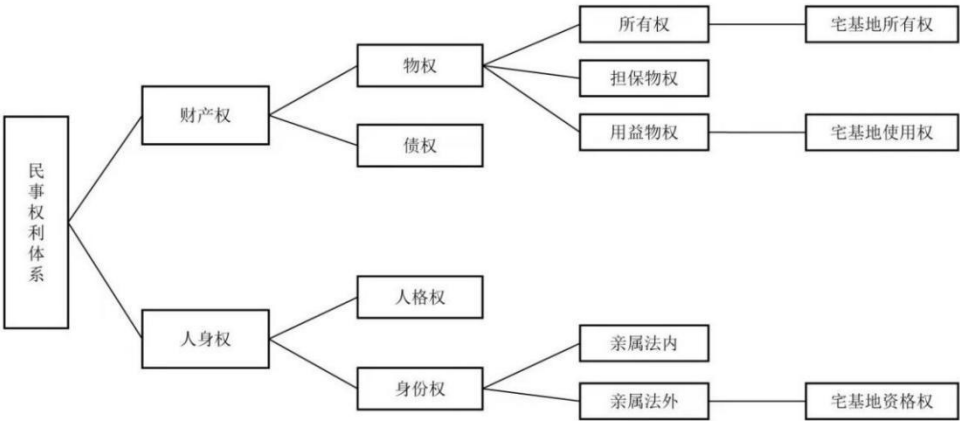 民事权利体系
财产权
人身权
物权
债权
人格权
身份权
所有权
担保物权
用益物权
亲属法内
亲属法外
宅基地所有权
宅基地使用权
宅基地资格权